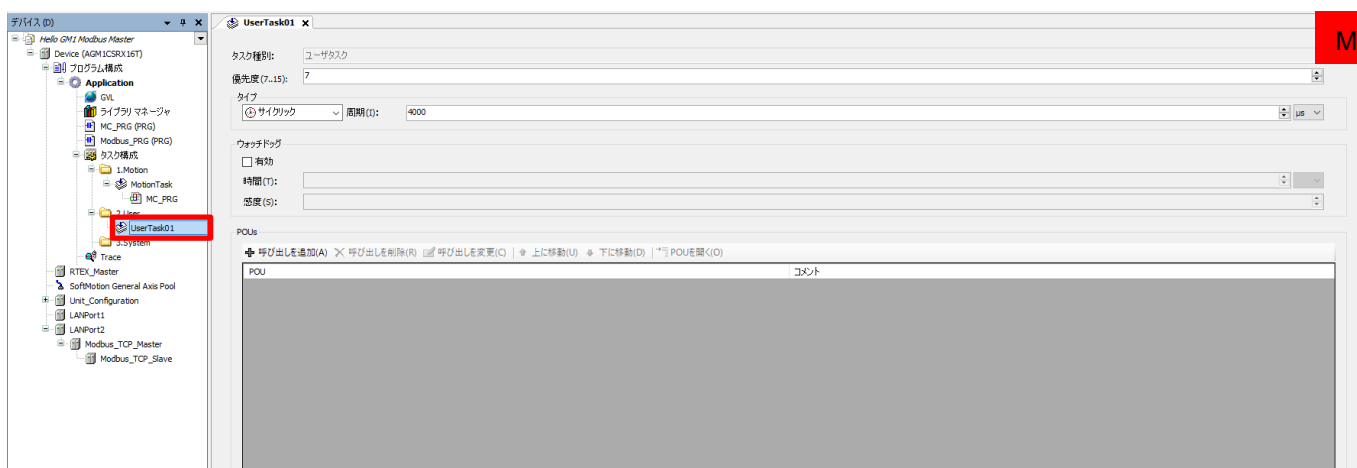 デバイス (D)
Hello GM1 Modbus Master
Device (AGM1CSRX16T)
プログラム構成
Application
GVL
ライブラリ マネージャ
MC_PRG (PRG)
Modbus_PRG (PRG)
タスク構成
1.Motion
MotionTask
MC_PRG
2.User
UserTask01
3.System
Trace
RTEX_Master
SoftMotion General Axis Pool
Unit_Configuration
LANPort1
LANPort2
Modbus_TCP_Master
Modbus_TCP_Slave
UserTask01
M
タスク種別: ユーザタスク
優先度(7..15): 7
タイプ
サイクリック 周期(I): 4000 µs
ウォッチドッグ
有効
時間(T):
感度(S):
POUs
呼び出しを追加(A) 呼び出しを削除(R) 呼び出しを変更(C) 上に移動(U) 下に移動(D) POUを開く(O)
POU コメント